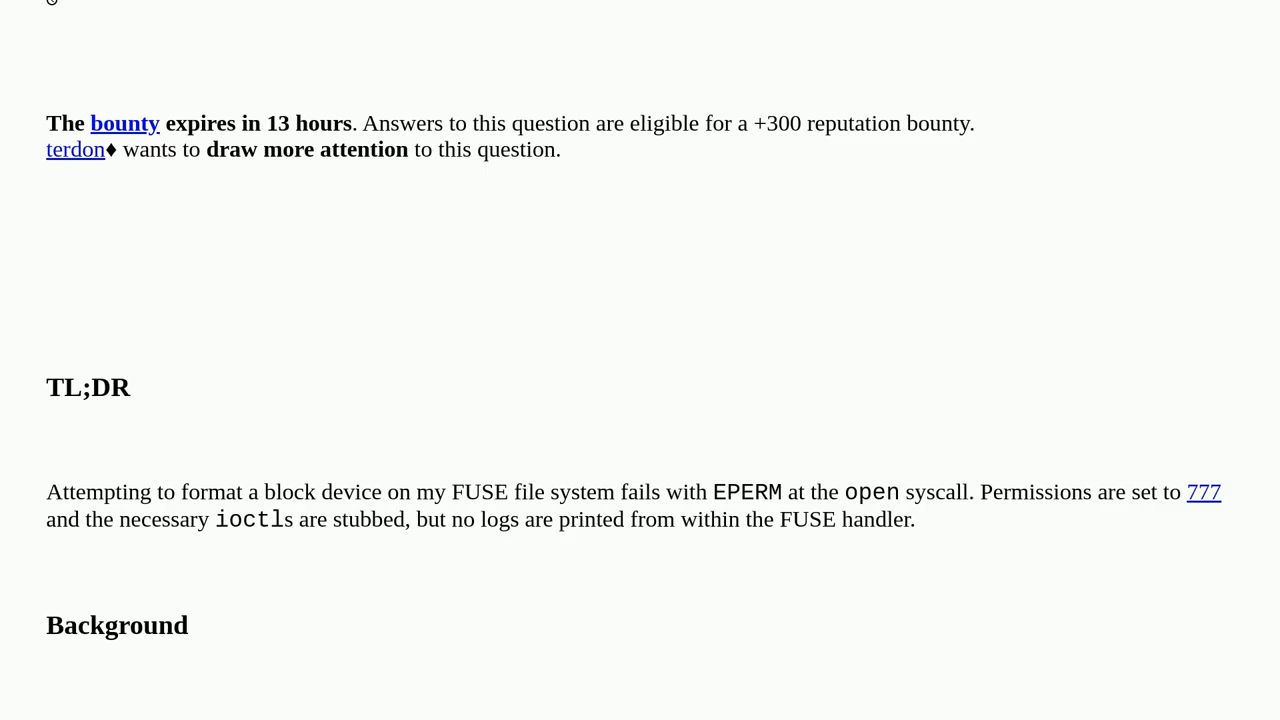 The bounty expires in 13 hours. Answers to this question are eligible for a +300 reputation bounty.
terdon♦ wants to draw more attention to this question.
TL;DR
Attempting to format a block device on my FUSE file system fails with EPERM at the open syscall. Permissions are set to 777
and the necessary ioctls are stubbed, but no logs are printed from within the FUSE handler.
Background